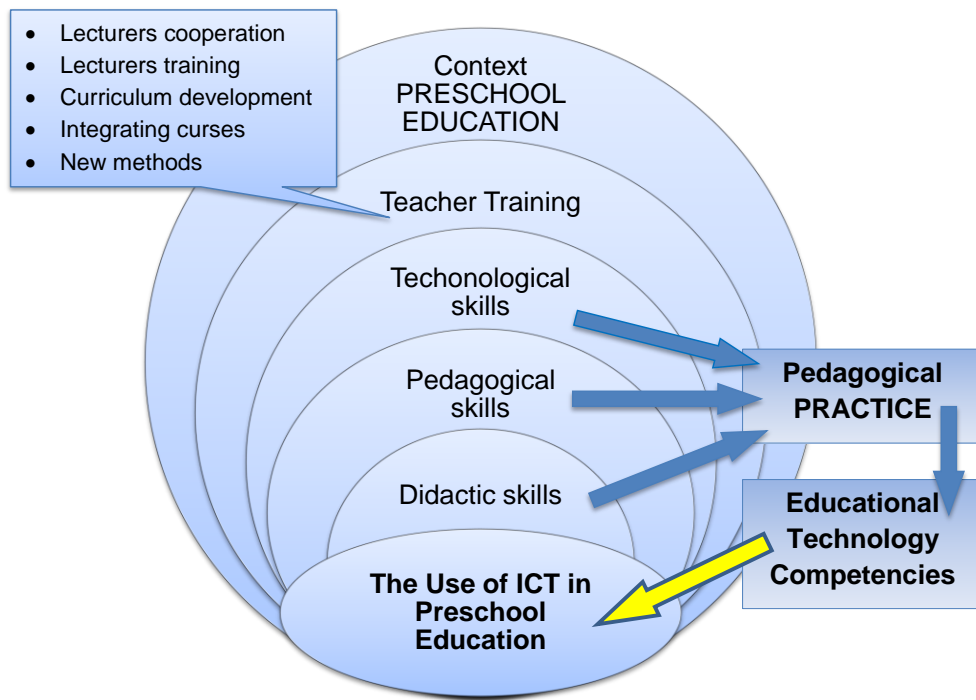 • Lecturers cooperation
• Lecturers training
• Curriculum development
• Integrating curses
• New methods
Context
PRESCHOOL
EDUCATION
Teacher Training
Techonological
skills
Pedagogical
skills
Didactic skills
The Use of ICT in
Preschool
Education
Pedagogical
PRACTICE
Educational
Technology
Competencies